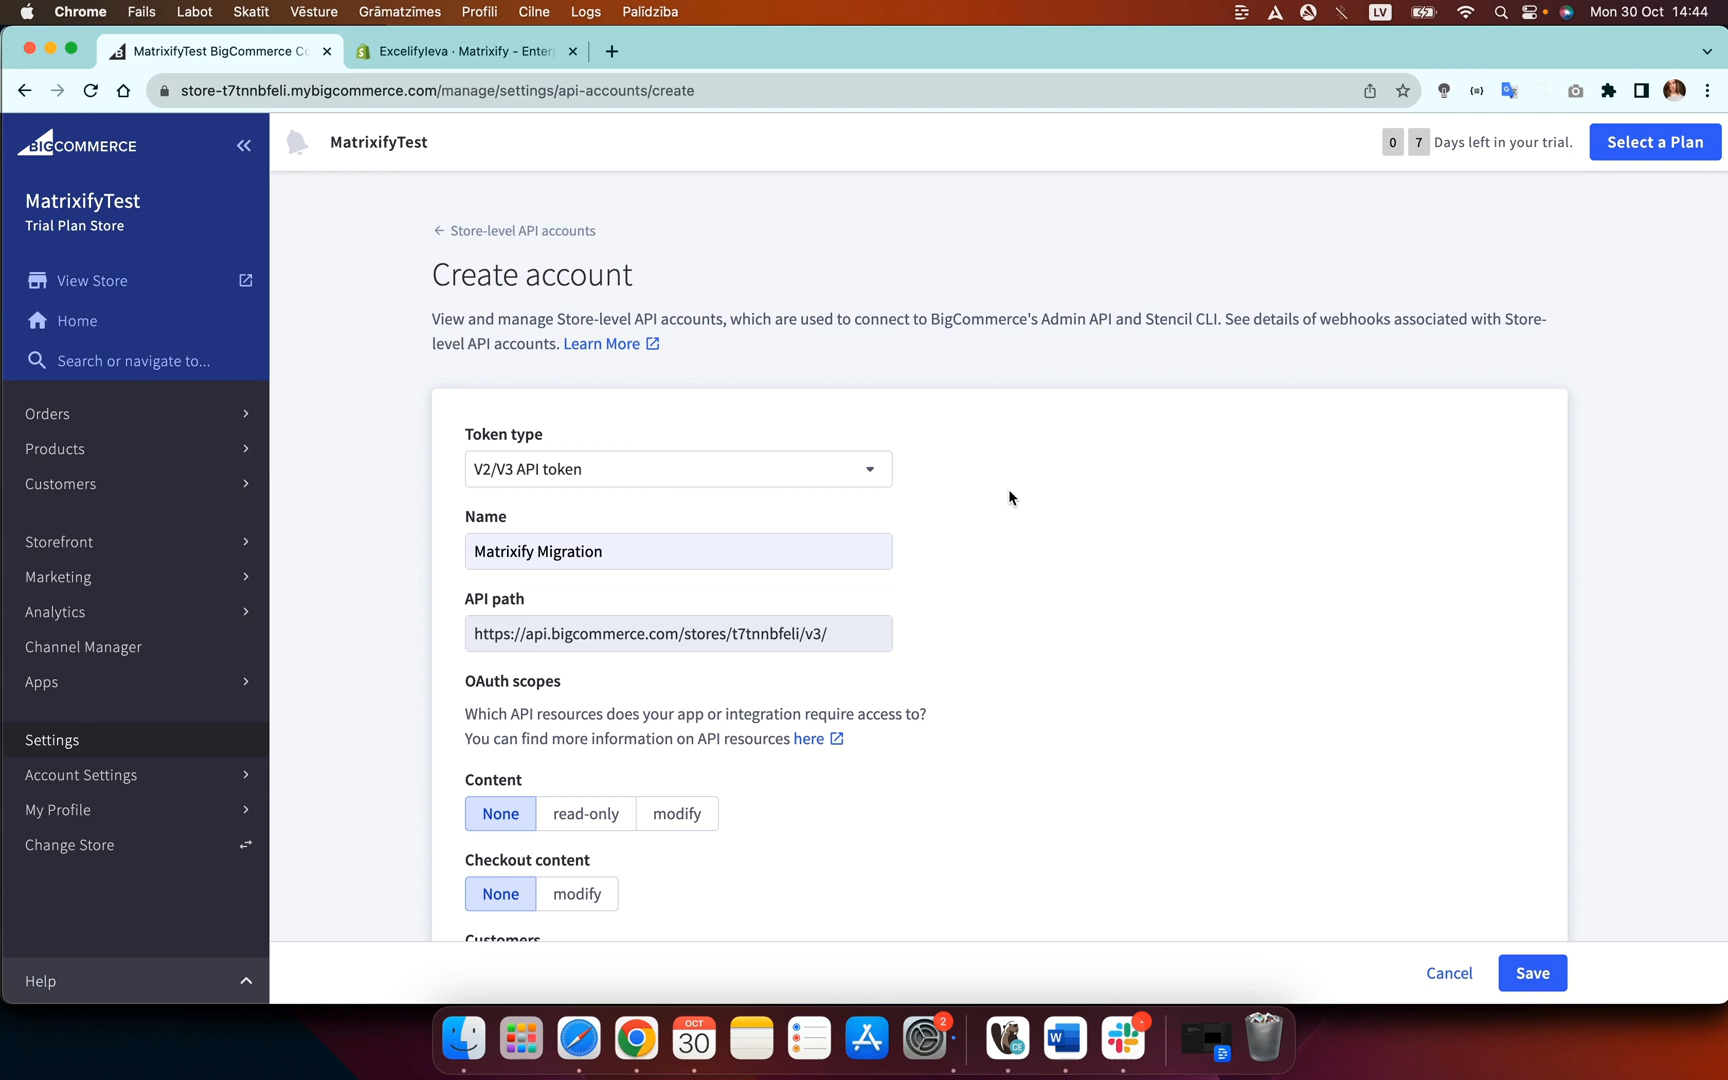 Chrome Fails Labot Skatīt Vēsture Grāmatzīmes Profili Cilne Logs Palīdzība LV Mon 30 Oct 14:44
MatrixifyTest BigCommerce Co
Excelifyleva · Matrixify - Enter
store-t7tnnbfeli.mybigcommerce.com/manage/settings/api-accounts/create
BIGCOMMERCE
MatrixifyTest
0 7 Days left in your trial.
Select a Plan
MatrixifyTest
Trial Plan Store
View Store
Home
Search or navigate to...
Orders
Products
Customers
Storefront
Marketing
Analytics
Channel Manager
Apps
Settings
Account Settings
My Profile
Change Store
Help
Store-level API accounts
Create account
View and manage Store-level API accounts, which are used to connect to BigCommerce's Admin API and Stencil CLI. See details of webhooks associated with Store-
level API accounts. Learn More
Token type
V2/V3 API token
Name
Matrixify Migration
API path
https://api.bigcommerce.com/stores/t7tnnbfeli/v3/
OAuth scopes
Which API resources does your app or integration require access to?
You can find more information on API resources here
Content
None read-only modify
Checkout content
None modify
Customers
Cancel
Save
OCT
30
2
CE
W